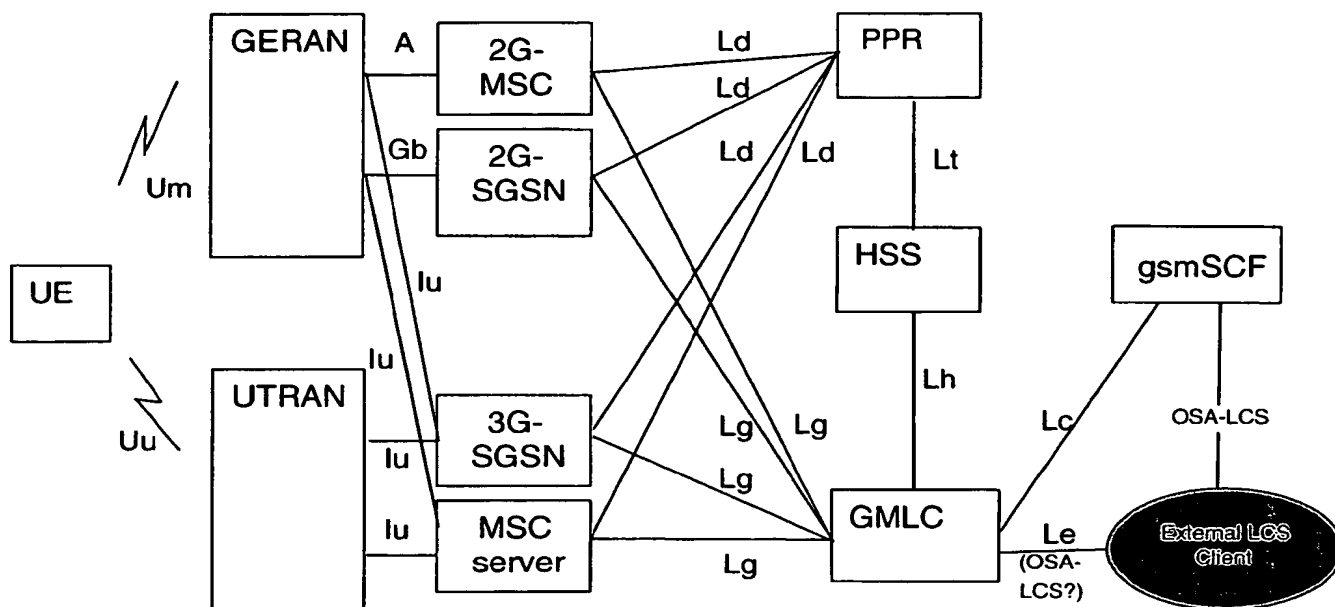 GERAN
A
2G-
MSC
Ld
PPR
Ld
Gb
2G-
SGSN
Ld
Ld
Lt
Um
HSS
gsmSCF
UE
Iu
Iu
Lh
UTRAN
3G-
SGSN
Lc
OSA-LCS
Uu
Iu
Lg
Lg
Lg
GMLC
Iu
MSC
server
Lg
Le
(OSA-
LCS?)
External LCS
Client